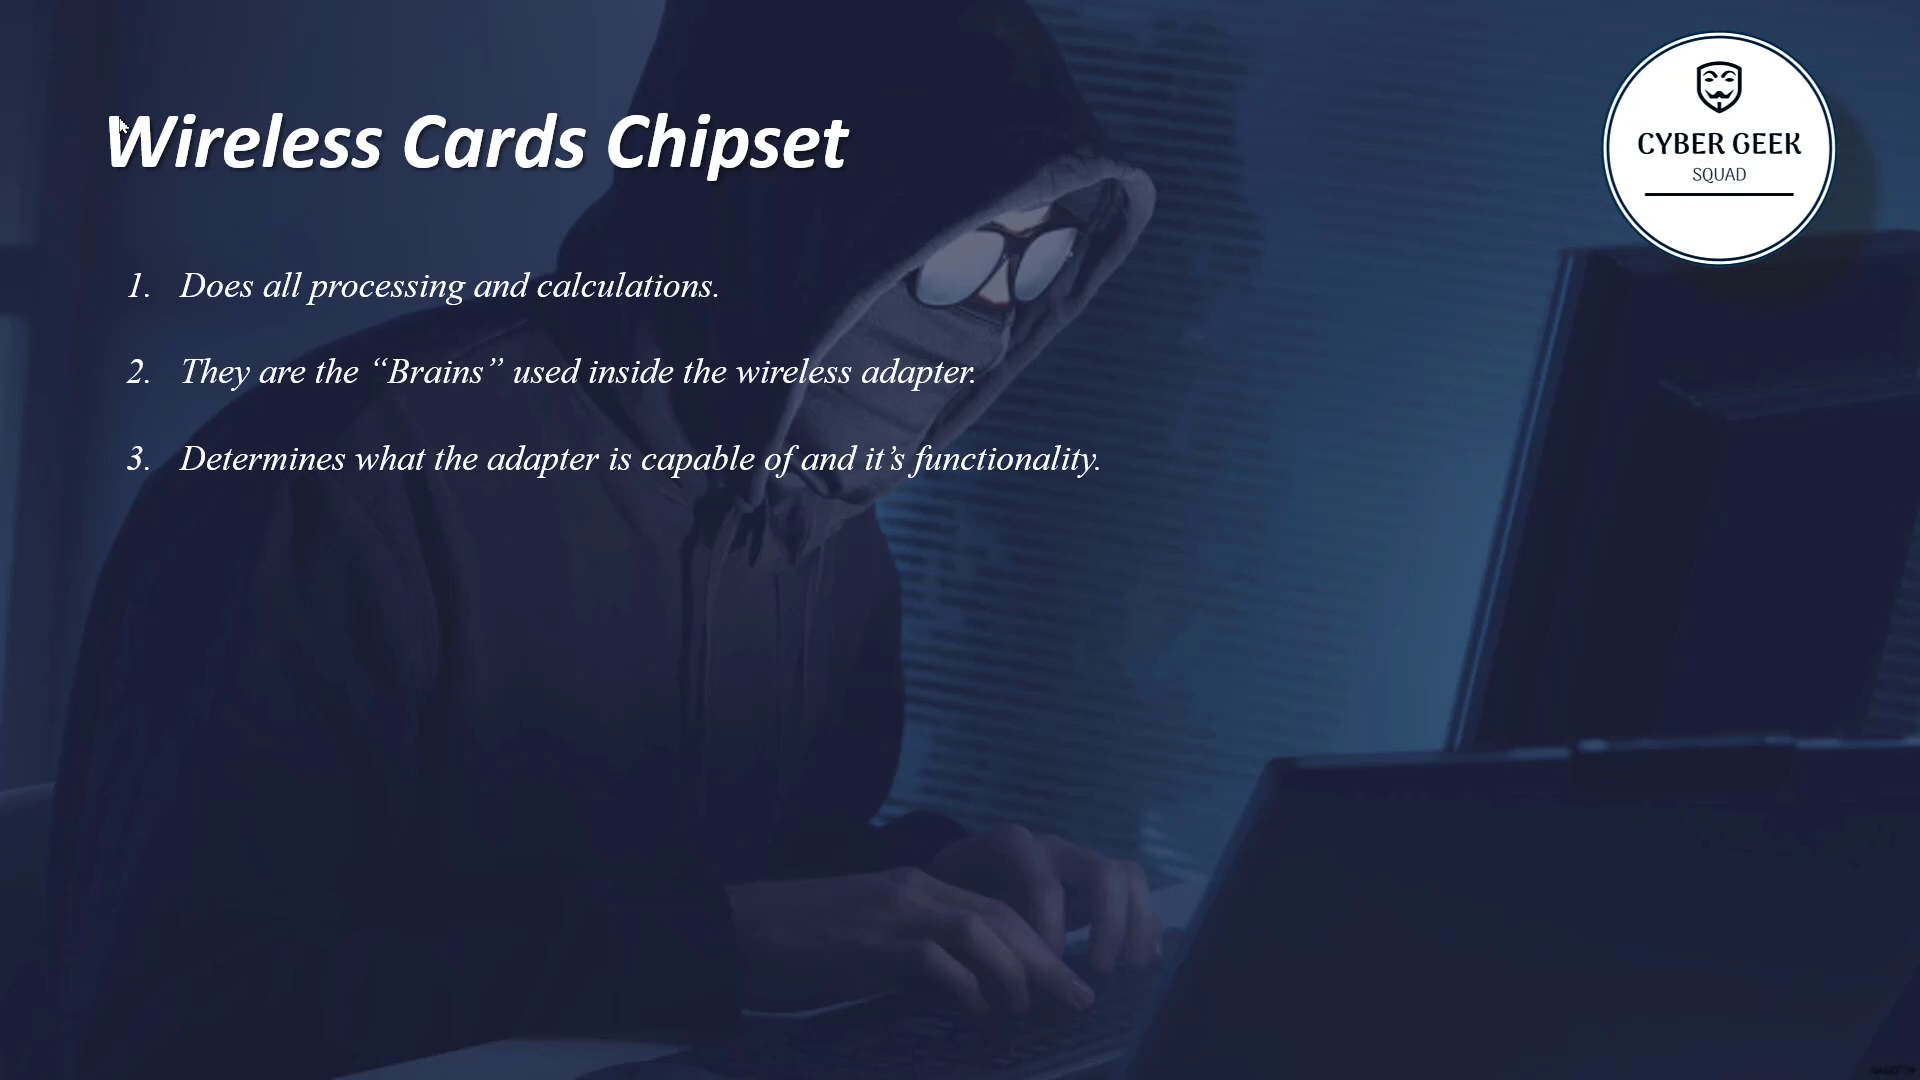 Wireless Cards Chipset
CYBER GEEK
SQUAD
1. Does all processing and calculations.
2. They are the “Brains” used inside the wireless adapter.
3. Determines what the adapter is capable of and it’s functionality.